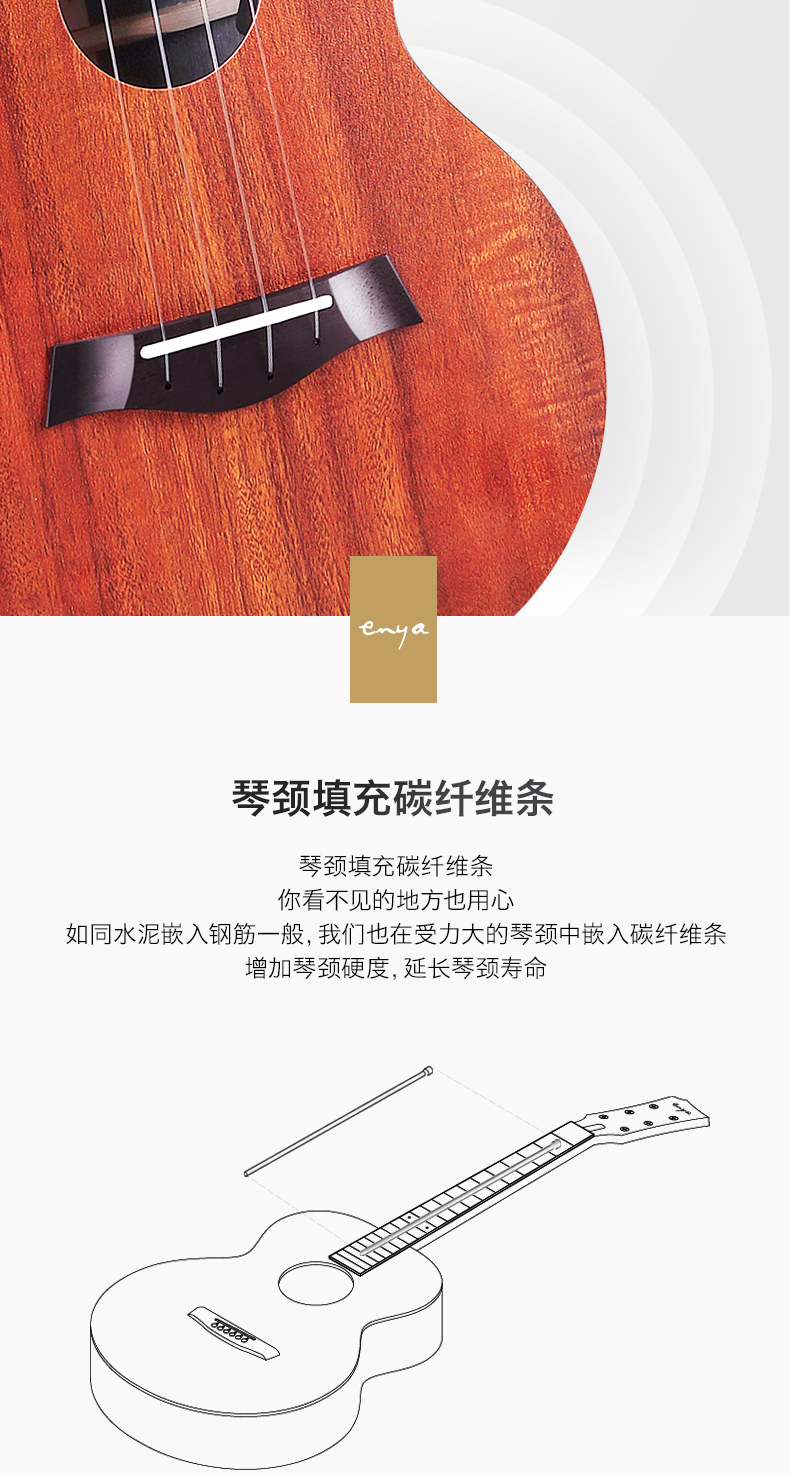 enya
琴颈填充碳纤维条
琴颈填充碳纤维条
你看不见的地方也用心
如同水泥嵌入钢筋一般, 我们也在受力大的琴颈中嵌入碳纤维条
增加琴颈硬度, 延长琴颈寿命
enya